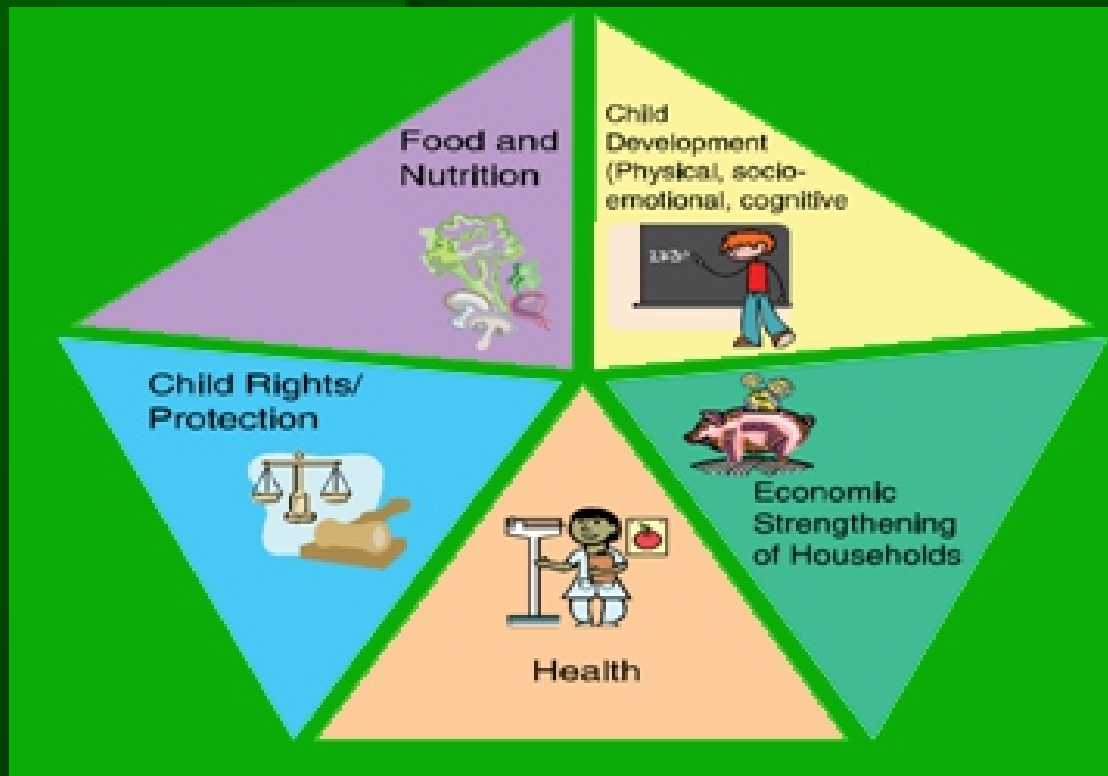 Food and
Nutrition
Child
Development
(Physical, socio-
emotional, cognitive
Child Rights/
Protection
Economic
Strengthening
of Households
Health